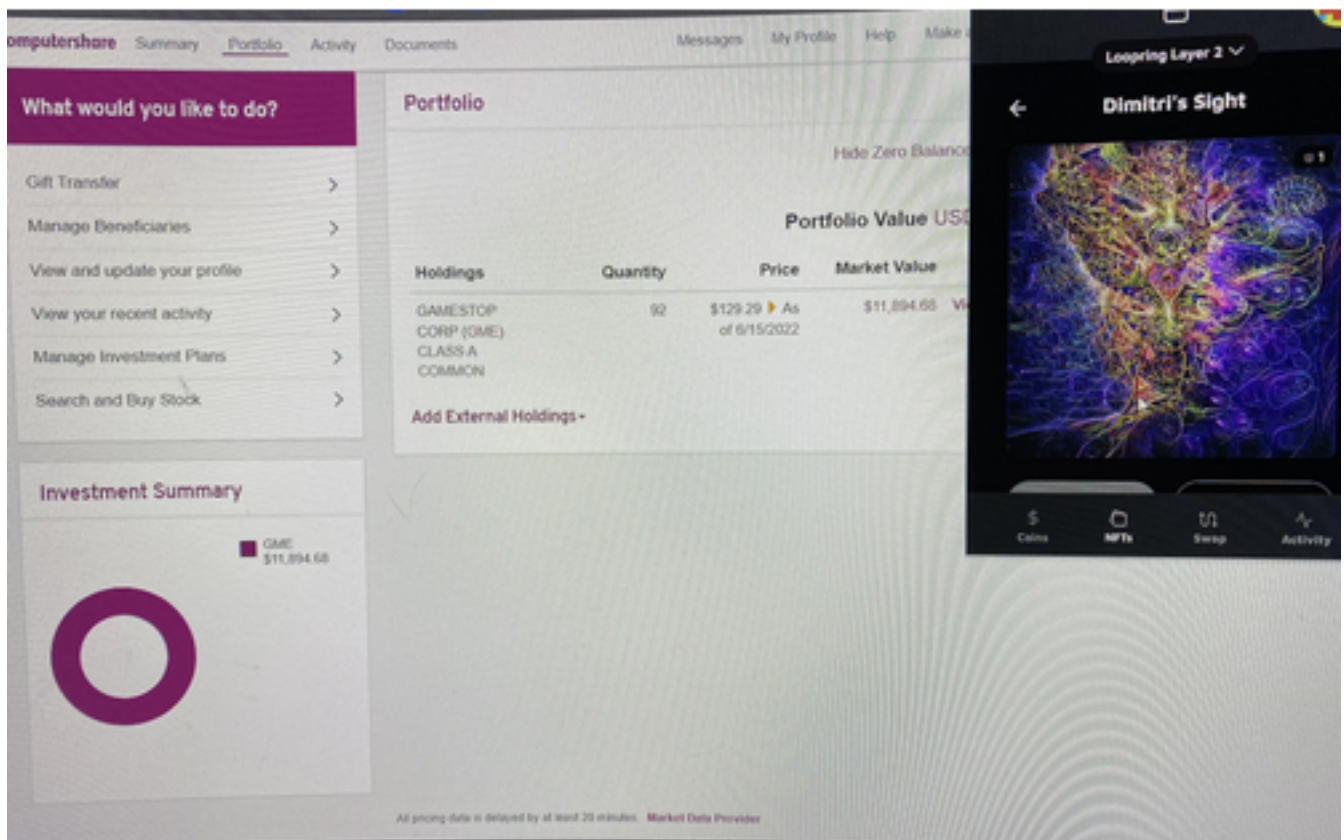 omputershare Summary Portfolio Activity Documents Messages My Profile Help Make a
What would you like to do?
Gift Transfer
Manage Beneficiaries
View and update your profile
View your recent activity
Manage Investment Plans
Search and Buy Stock
Portfolio
Hide Zero Balance
Portfolio Value USD
Holdings Quantity Price Market Value
GAMESTOP 92 $129.29 As $11,894.68 Vi
CORP (GME) of 6/15/2022
CLASS A
COMMON
Add External Holdings
Investment Summary
GME
$11,894.68
All pricing data is delayed by at least 20 minutes. Market Data Provider
Loopring Layer 2
Dimitri's Sight
1
Coins NFTs Swap Activity